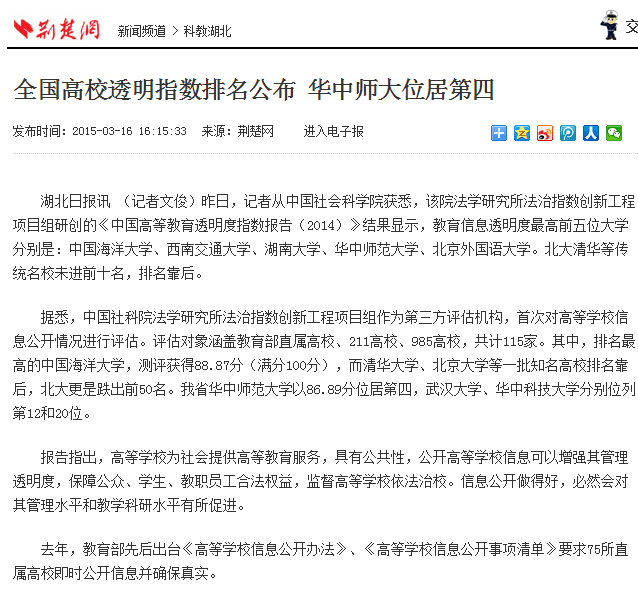 荆楚网 新闻频道 > 科教湖北
交
全国高校透明指数排名公布 华中师大位居第四
发布时间：2015-03-16 16:15:33 来源：荆楚网 进入电子报
湖北日报讯 （记者文俊）昨日，记者从中国社会科学院获悉，该院法学研究所法治指数创新工程
项目组研创的《中国高等教育透明度指数报告（2014）》结果显示，教育信息透明度最高前五位大学
分别是：中国海洋大学、西南交通大学、湖南大学、华中师范大学、北京外国语大学。北大清华等传
统名校未进前十名，排名靠后。
据悉，中国社科院法学研究所法治指数创新工程项目组作为第三方评估机构，首次对高等学校信
息公开情况进行评估。评估对象涵盖教育部直属高校、211高校、985高校，共计115家。其中，排名最
高的中国海洋大学，测评获得88.87分（满分100分），而清华大学、北京大学等一批知名高校排名靠
后，北大更是跌出前50名。我省华中师范大学以86.89分位居第四，武汉大学、华中科技大学分别位列
第12和20位。
报告指出，高等学校为社会提供高等教育服务，具有公共性，公开高等学校信息可以增强其管理
透明度，保障公众、学生、教职员工合法权益，监督高等学校依法治校。信息公开做得好，必然会对
其管理水平和教学科研水平有所促进。
去年，教育部先后出台《高等学校信息公开办法》、《高等学校信息公开事项清单》要求75所直
属高校即时公开信息并确保真实。